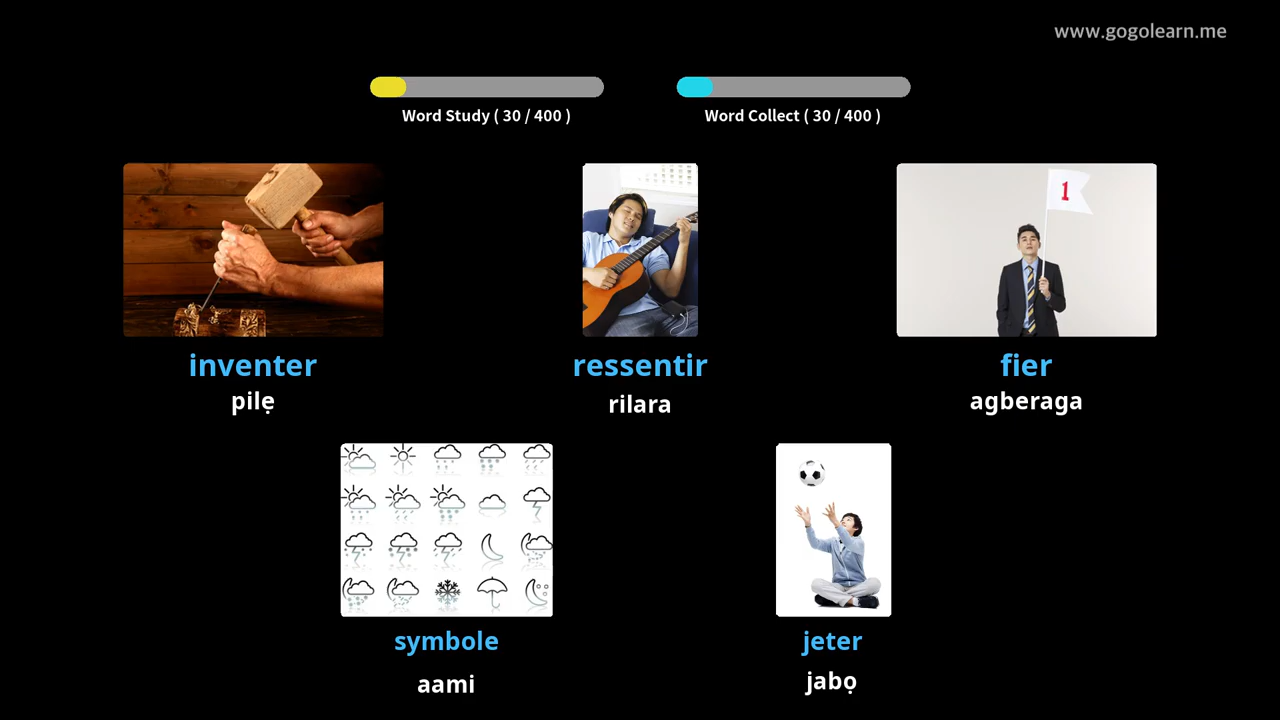 www.gogolearn.me
Word Study ( 30 / 400 )
Word Collect ( 30 / 400 )
1
inventer
pilẹ
ressentir
rilara
fier
agberaga
symbole
aami
jeter
jabọ